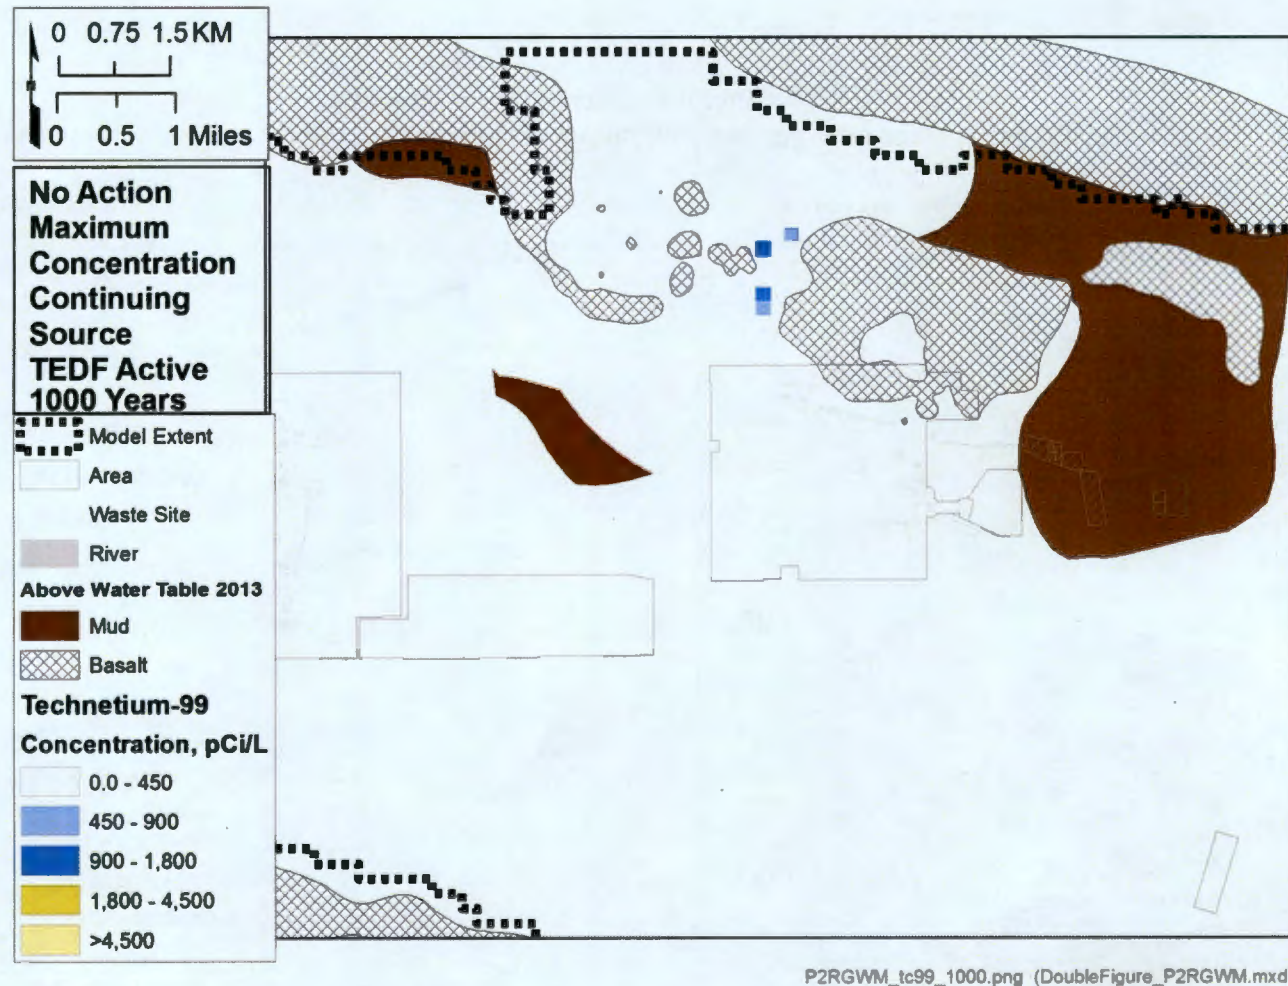 0 0.75 1.5 KM
0 0.5 1 Miles
No Action
Maximum
Concentration
Continuing
Source
TEDF Active
1000 Years
Model Extent
Area
Waste Site
River
Above Water Table 2013
Mud
Basalt
Technetium-99
Concentration, pCi/L
0.0 - 450
450 - 900
900 - 1,800
1,800 - 4,500
>4,500
P2RGWM_tc99_1000.png (DoubleFigure_P2RGWM.mxd